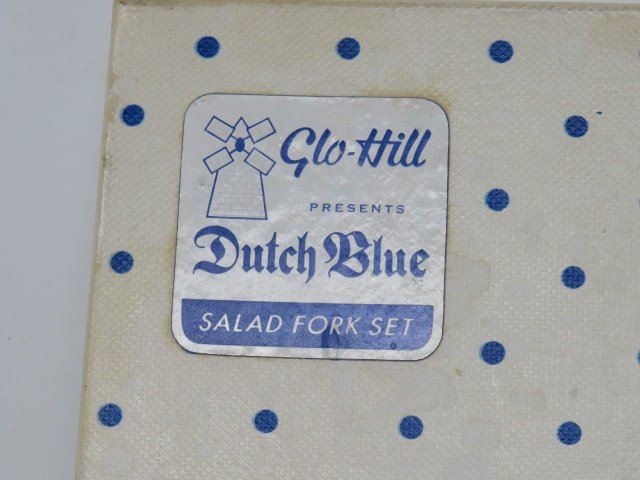 Glo-Hill
PRESENTS
Dutch Blue
SALAD FORK SET